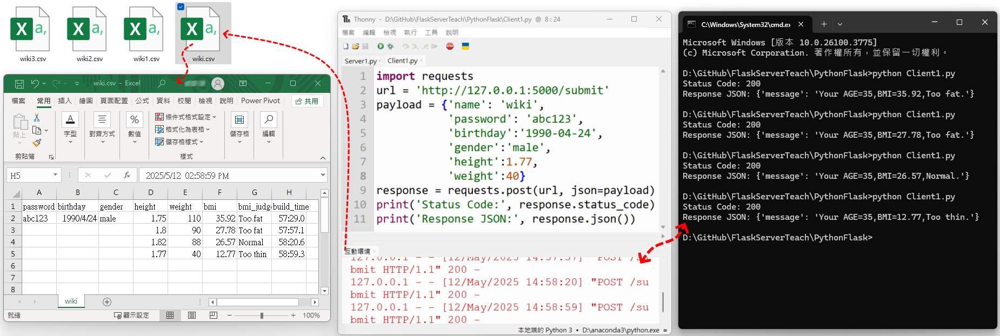 wiki3.csv
wiki2.csv
wiki1.csv
wiki.csv
wiki.csv - Excel
檔案 常用 插入 繪圖 頁面配置 公式 資料 校閱 檢視 說明 Power Pivot 共用
貼上
剪貼簿
字型
對齊方式
數值
條件式格式設定
格式化為表格
儲存格樣式
樣式
儲存格
編輯
H5 fx 2025/5/12 02:58:59 PM
A B C D E F G H
1 password birthday gender height weight bmi bmi_judg build_time
2 abc123 1990/4/24 male 1.75 110 35.92 Too fat 57:29.0
3 1.8 90 27.78 Too fat 57:57.1
4 1.82 88 26.57 Normal 58:20.6
5 1.77 40 12.77 Too thin 58:59.3
6
7
8
wiki
就緒 顯示設定 100%
Thonny - D:\GitHub\FlaskServerTeach\PythonFlask\Client1.py @ 8:24
檔案 編輯 檢視 執行 工具 說明
STOP
Server1.py × Client1.py ×
1 import requests
2 url = 'http://127.0.0.1:5000/submit'
3 payload = {'name': 'wiki',
4 'password': 'abc123',
5 'birthday':'1990-04-24',
6 'gender':'male',
7 'height':1.77,
8 'weight':40}
9 response = requests.post(url, json=payload)
10 print('Status Code:', response.status_code)
11 print('Response JSON:', response.json())
互動環境 ×
127.0.0.1 - - [12/May/2025 14:57:57] "POST /su
bmit HTTP/1.1" 200 -
127.0.0.1 - - [12/May/2025 14:58:20] "POST /su
bmit HTTP/1.1" 200 -
127.0.0.1 - - [12/May/2025 14:58:59] "POST /su
bmit HTTP/1.1" 200 -
本地端的 Python 3 • D:\anaconda3\python.exe ≡
C:\Windows\System32\cmd.ex
Microsoft Windows [版本 10.0.26100.3775]
(c) Microsoft Corporation. 著作權所有，並保留一切權利。
D:\GitHub\FlaskServerTeach\PythonFlask>python Client1.py
Status Code: 200
Response JSON: {'message': 'Your AGE=35,BMI=35.92,Too fat.'}
D:\GitHub\FlaskServerTeach\PythonFlask>python Client1.py
Status Code: 200
Response JSON: {'message': 'Your AGE=35,BMI=27.78,Too fat.'}
D:\GitHub\FlaskServerTeach\PythonFlask>python Client1.py
Status Code: 200
Response JSON: {'message': 'Your AGE=35,BMI=26.57,Normal.'}
D:\GitHub\FlaskServerTeach\PythonFlask>python Client1.py
Status Code: 200
Response JSON: {'message': 'Your AGE=35,BMI=12.77,Too thin.'}
D:\GitHub\FlaskServerTeach\PythonFlask>